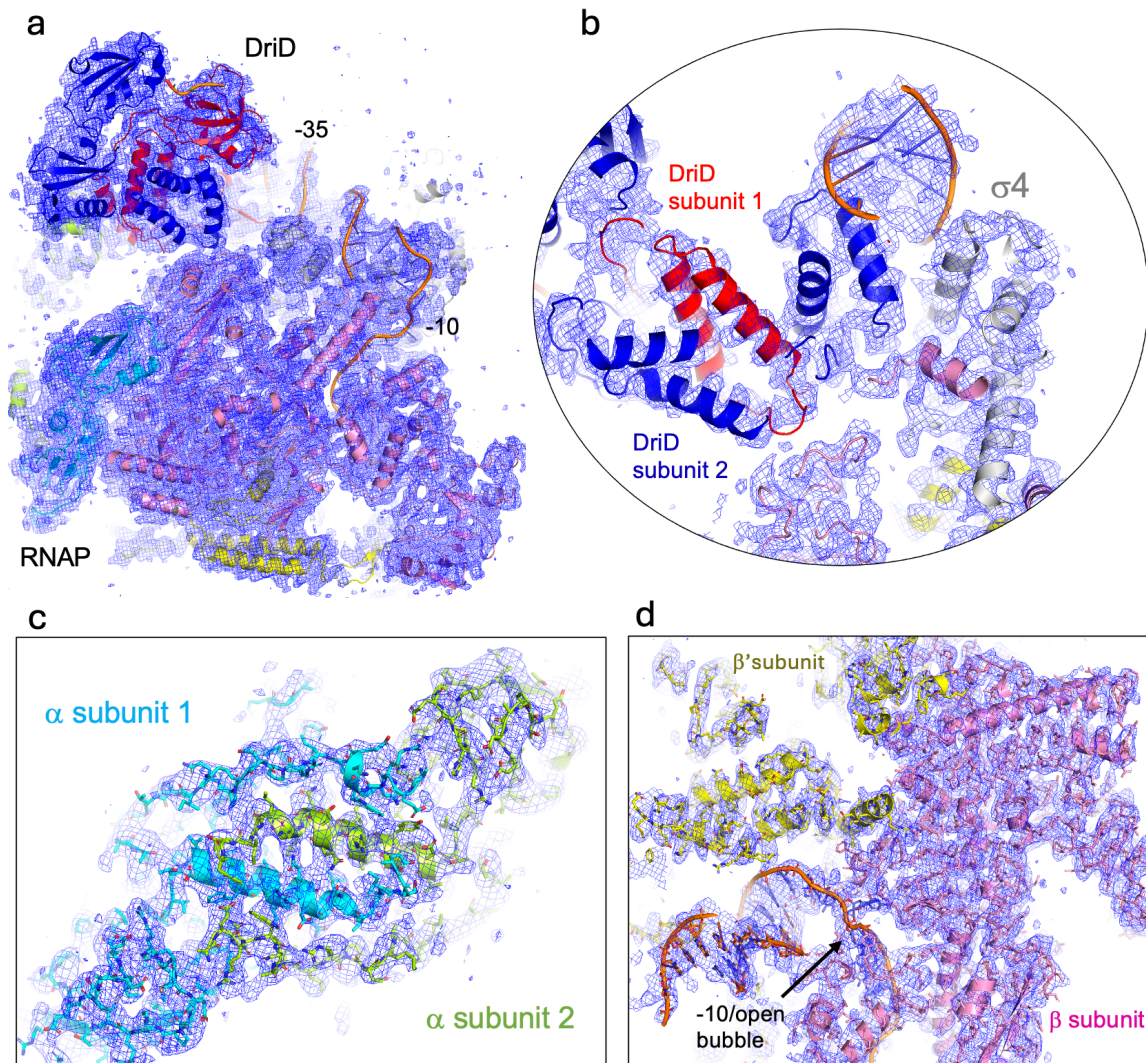 a
DriD
-35
-10
RNAP
b
DriD
subunit 1
σ4
DriD
subunit 2
c
α subunit 1
α subunit 2
d
β'subunit
-10/open
bubble
β subunit